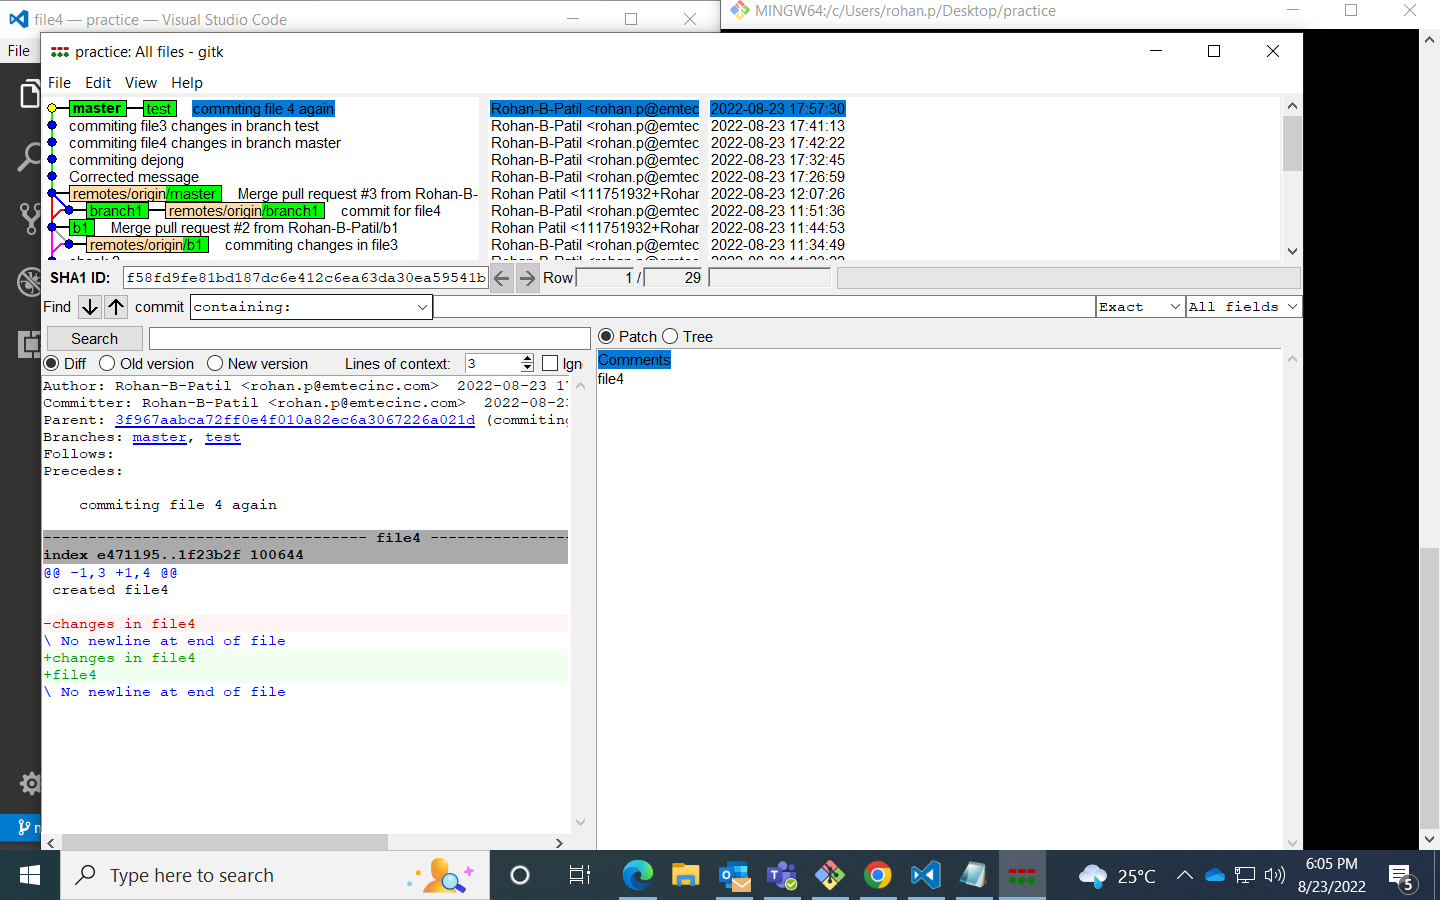 file4 — practice — Visual Studio Code
MINGW64:/c/Users/rohan.p/Desktop/practice
File
practice: All files - gitk
File Edit View Help
master test commiting file 4 again Rohan-B-Patil <rohan.p@emtec 2022-08-23 17:57:30
commiting file3 changes in branch test Rohan-B-Patil <rohan.p@emtec 2022-08-23 17:41:13
commiting file4 changes in branch master Rohan-B-Patil <rohan.p@emtec 2022-08-23 17:42:22
commiting dejong Rohan-B-Patil <rohan.p@emtec 2022-08-23 17:32:45
Corrected message Rohan-B-Patil <rohan.p@emtec 2022-08-23 17:26:59
remotes/origin/master Merge pull request #3 from Rohan-B- Rohan Patil <111751932+Rohan 2022-08-23 12:07:26
branch1 remotes/origin/branch1 commit for file4 Rohan-B-Patil <rohan.p@emtec 2022-08-23 11:51:36
b1 Merge pull request #2 from Rohan-B-Patil/b1 Rohan Patil <111751932+Rohan 2022-08-23 11:44:53
remotes/origin/b1 commiting changes in file3 Rohan-B-Patil <rohan.p@emtec 2022-08-23 11:34:49
SHA1 ID: f58fd9fe81bd187dc6e412c6ea63da30ea59541b Row 1 / 29
Find commit containing: Exact All fields
Search
Patch Tree
Diff Old version New version Lines of context: 3 Ign
Comments
file4
Author: Rohan-B-Patil <rohan.p@emtecinc.com> 2022-08-23 17
Committer: Rohan-B-Patil <rohan.p@emtecinc.com> 2022-08-23
Parent: 3f967aabca72ff0e4f010a82ec6a3067226a021d (commiting
Branches: master, test
Follows:
Precedes:
commiting file 4 again
------------------------------------ file4 ----------------
index e471195..1f23b2f 100644
@@ -1,3 +1,4 @@
created file4
-changes in file4
\ No newline at end of file
+changes in file4
+file4
\ No newline at end of file
Type here to search
25°C
6:05 PM
8/23/2022
5